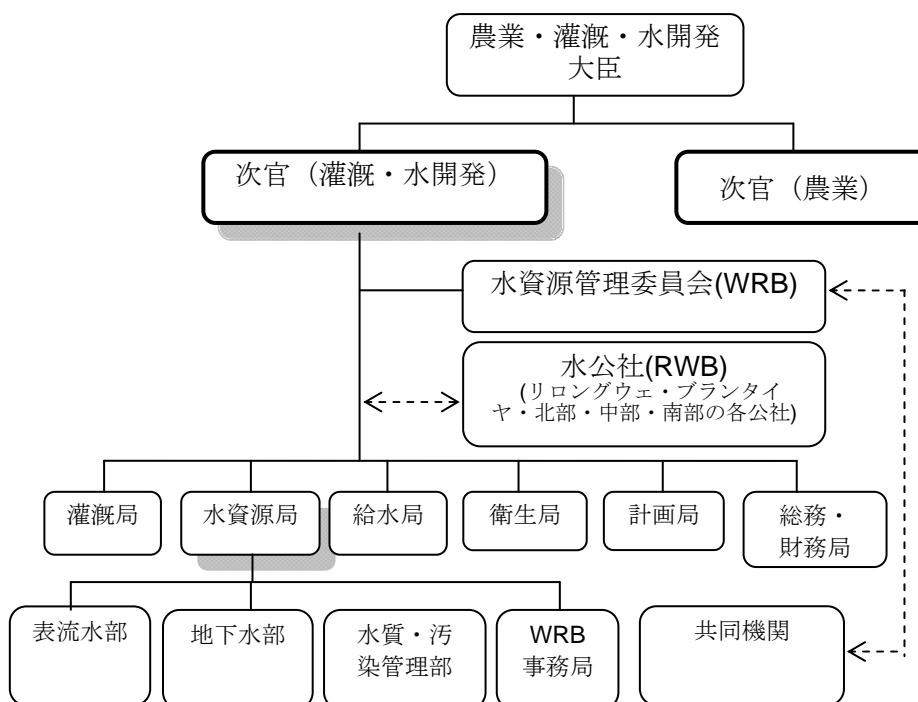 農業・灌漑・水開発
大臣
次官（灌漑・水開発）
次官（農業）
水資源管理委員会(WRB)
水公社(RWB)
(リロングウェ・ブランタイ
ヤ・北部・中部・南部の各公社)
灌漑局
水資源局
給水局
衛生局
計画局
総務・
財務局
表流水部
地下水部
水質・汚
染管理部
WRB
事務局
共同機関